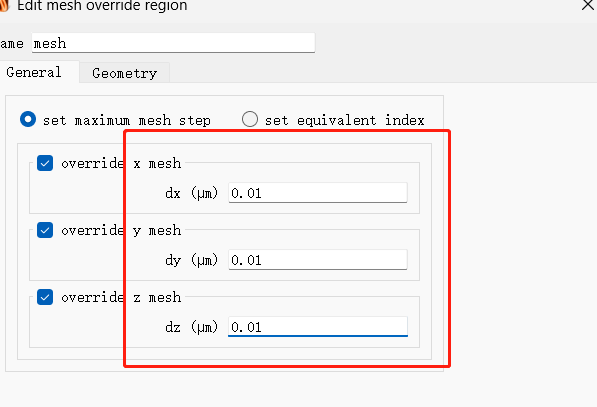 Edit mesh override region
ame mesh
General Geometry
set maximum mesh step set equivalent index
override x mesh
dx (μm) 0.01
override y mesh
dy (μm) 0.01
override z mesh
dz (μm) 0.01